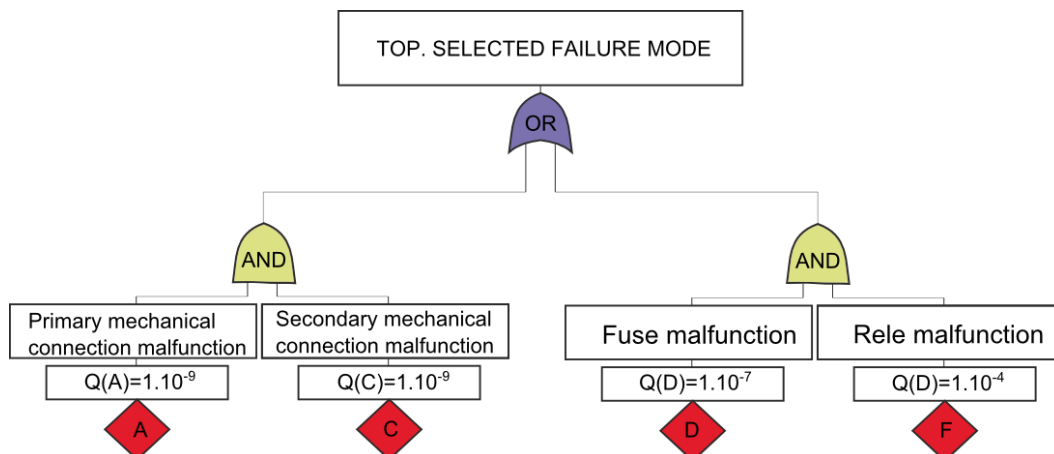 TOP. SELECTED FAILURE MODE
OR
AND
AND
Primary mechanical
connection malfunction
Secondary mechanical
connection malfunction
Fuse malfunction
Rele malfunction
Q(A)=1.10⁻⁹
Q(C)=1.10⁻⁹
Q(D)=1.10⁻⁷
Q(D)=1.10⁻⁴
A
C
D
F